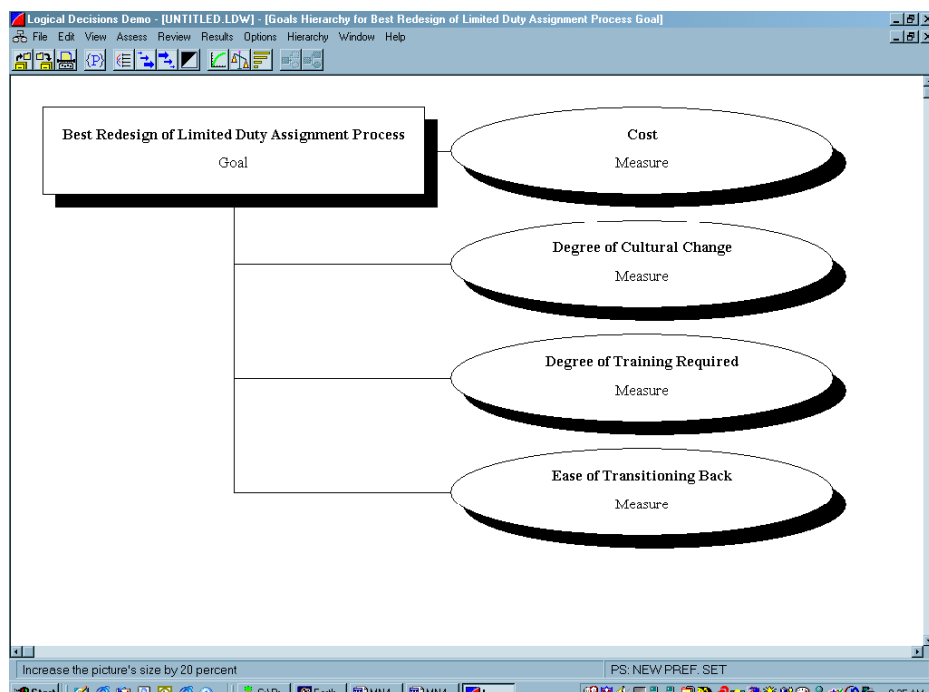 Logical Decisions Demo - [UNTITLED.LDW] - [Goals Hierarchy for Best Redesign of Limited Duty Assignment Process Goal]
File Edit View Assess Review Results Options Hierarchy Window Help
{P}
Best Redesign of Limited Duty Assignment Process
Goal
Cost
Measure
Degree of Cultural Change
Measure
Degree of Training Required
Measure
Ease of Transitioning Back
Measure
Increase the picture's size by 20 percent
PS: NEW PREF. SET